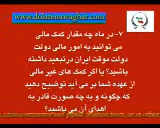 www.dolatemovaghat.com
۷- در ماه چه مقدار کمک مالی
می توانید به امور مالی دولت
دولت موقت ایران در تبعید داشته
باشید؟ یا اگر کمک های غیر مالی
از عهده شما بر می آید توضیح دهید
که چگونه و به چه صورت قادر به
اهدای آن می باشید؟